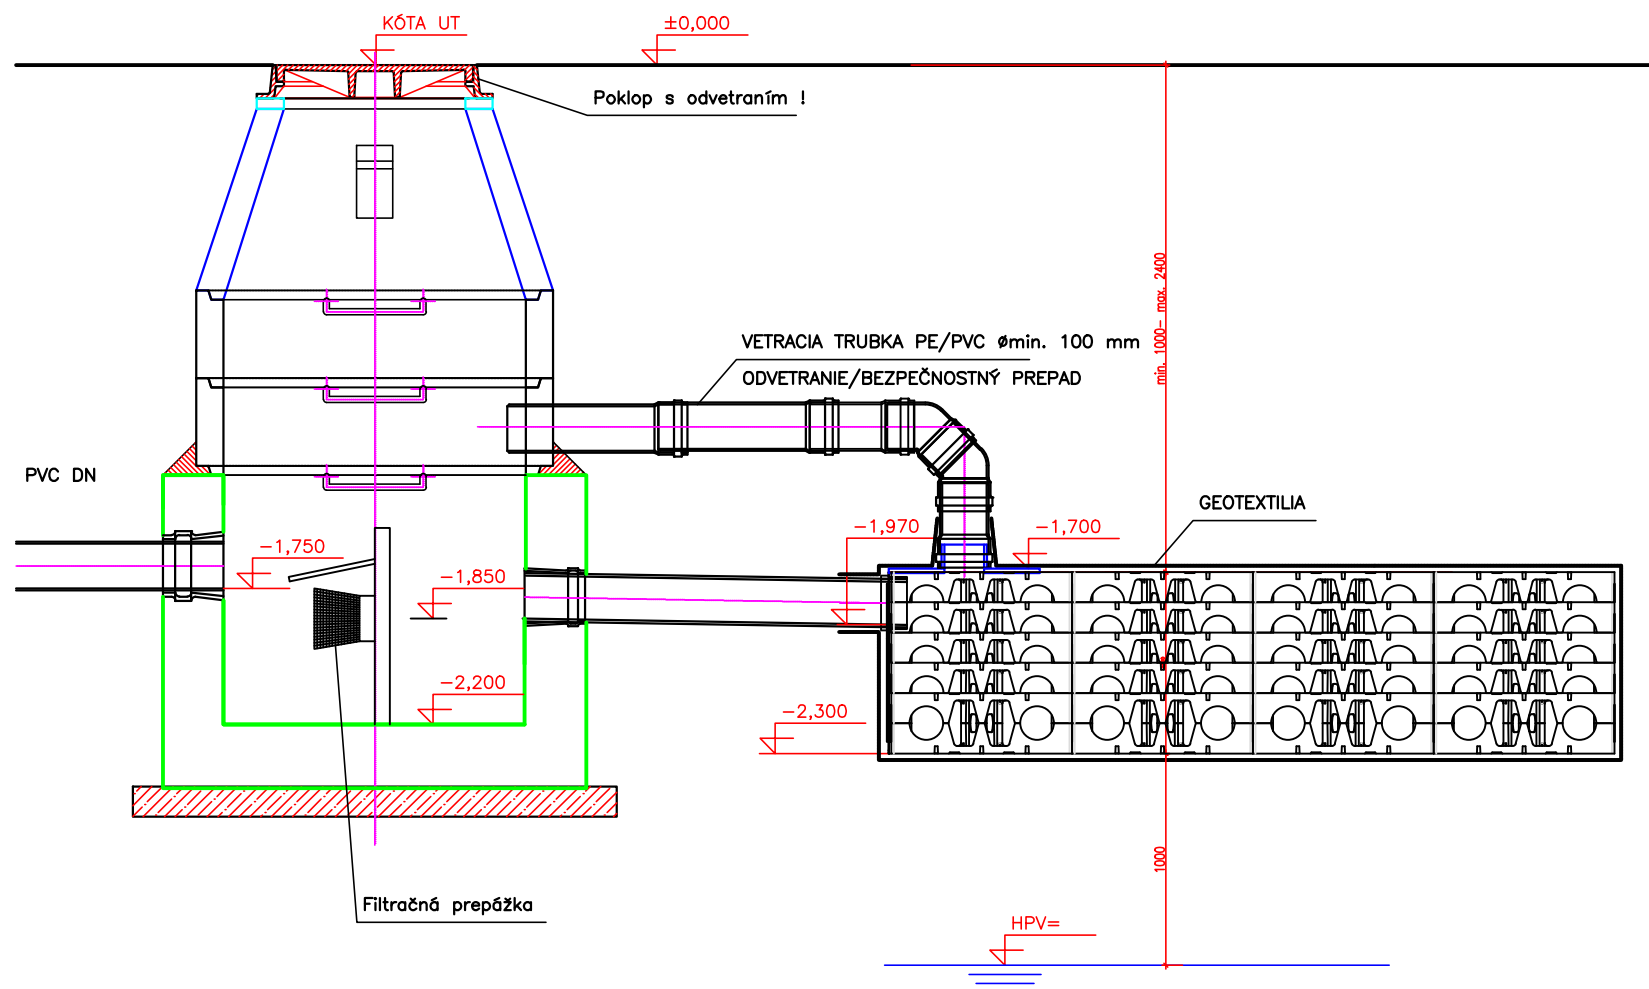 KÓTA UT
±0,000
Poklop s odvetraním !
min. 1000- max. 2400
VETRACIA TRUBKA PE/PVC Ømin. 100 mm
ODVETRANIE/BEZPEČNOSTNÝ PREPAD
PVC DN
GEOTEXTILIA
-1,970
-1,700
-1,750
-1,850
-2,200
-2,300
1000
Filtračná prepážka
HPV=